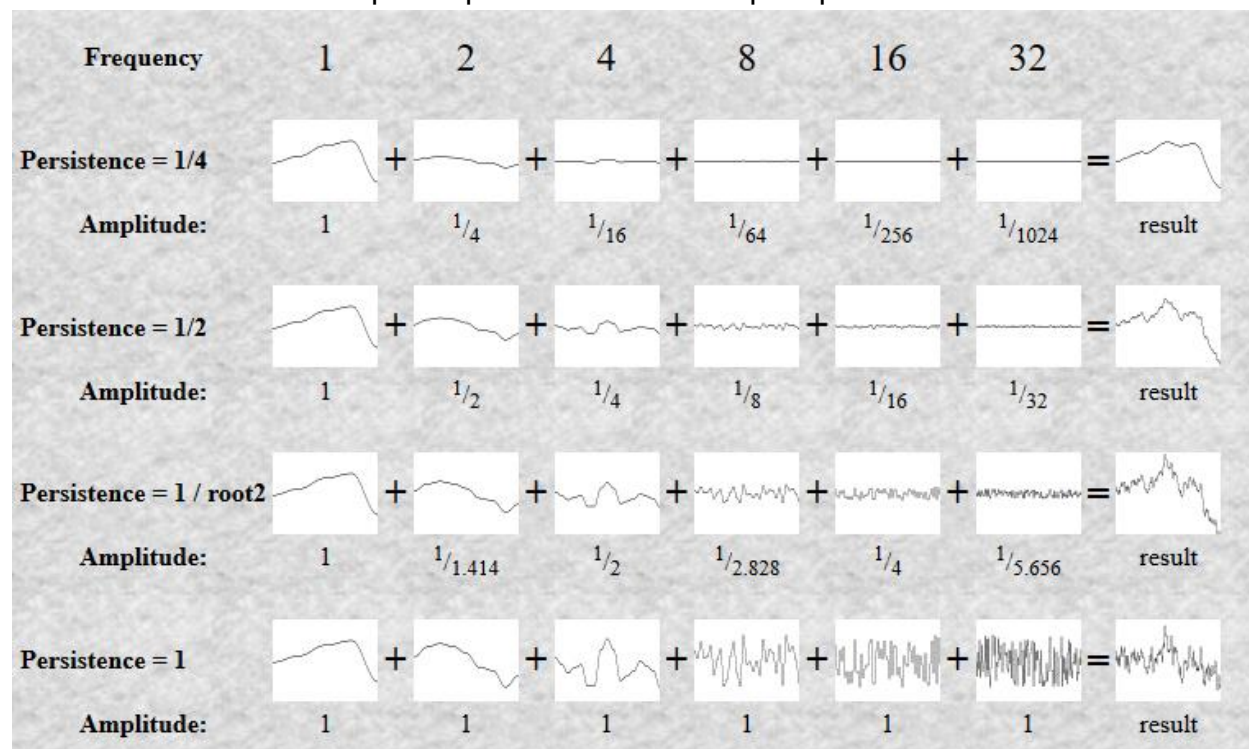 Frequency 1 2 4 8 16 32
Persistence = 1/4 + + + + + =
Amplitude: 1 1/4 1/16 1/64 1/256 1/1024 result
Persistence = 1/2 + + + + + =
Amplitude: 1 1/2 1/4 1/8 1/16 1/32 result
Persistence = 1 / root2 + + + + + =
Amplitude: 1 1/1.414 1/2 1/2.828 1/4 1/5.656 result
Persistence = 1 + + + + + =
Amplitude: 1 1 1 1 1 1 result